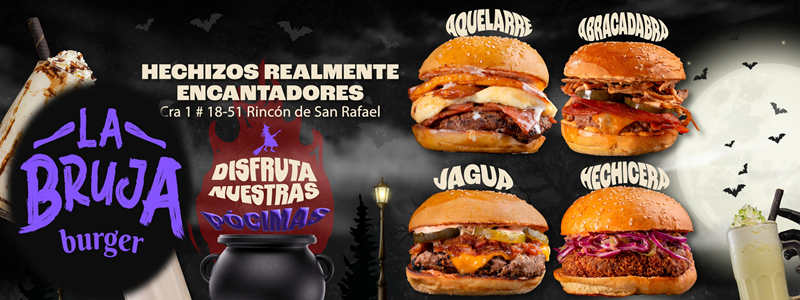 LA
BRUJA
burger
HECHIZOS REALMENTE
ENCANTADORES
Cra 1 # 18-51 Rincón de San Rafael
DISFRUTA
NUESTRAS
PÓCIMAS
AQUELARRE
ABRACADABRA
JAGUA
HECHICERA